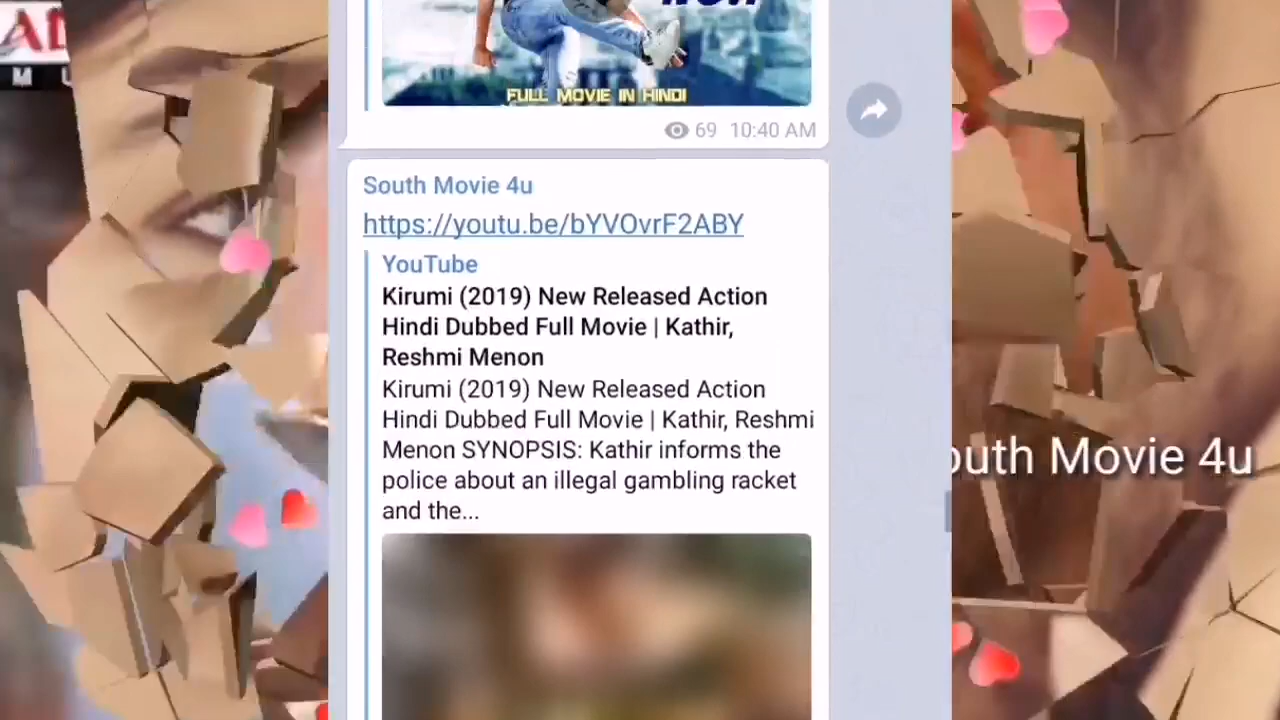 FULL MOVIE IN HINDI
69 10:40 AM
South Movie 4u
https://youtu.be/bYVOvrF2ABY
YouTube
Kirumi (2019) New Released Action
Hindi Dubbed Full Movie | Kathir,
Reshmi Menon
Kirumi (2019) New Released Action
Hindi Dubbed Full Movie | Kathir, Reshmi
Menon SYNOPSIS: Kathir informs the
police about an illegal gambling racket
and the...
outh Movie 4u